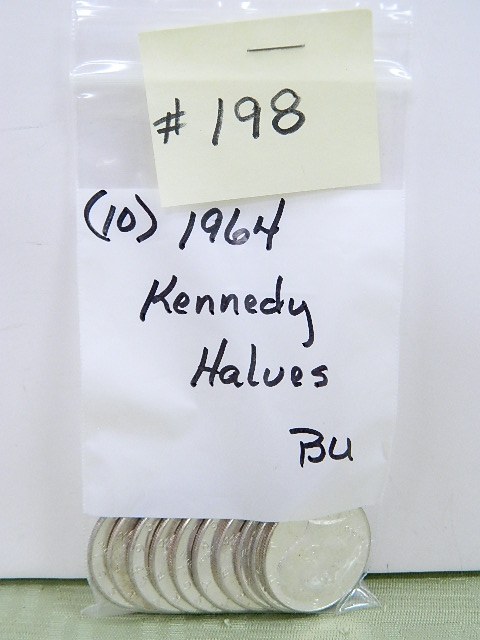 # 198
(10) 1964
Kennedy
Halves
BU